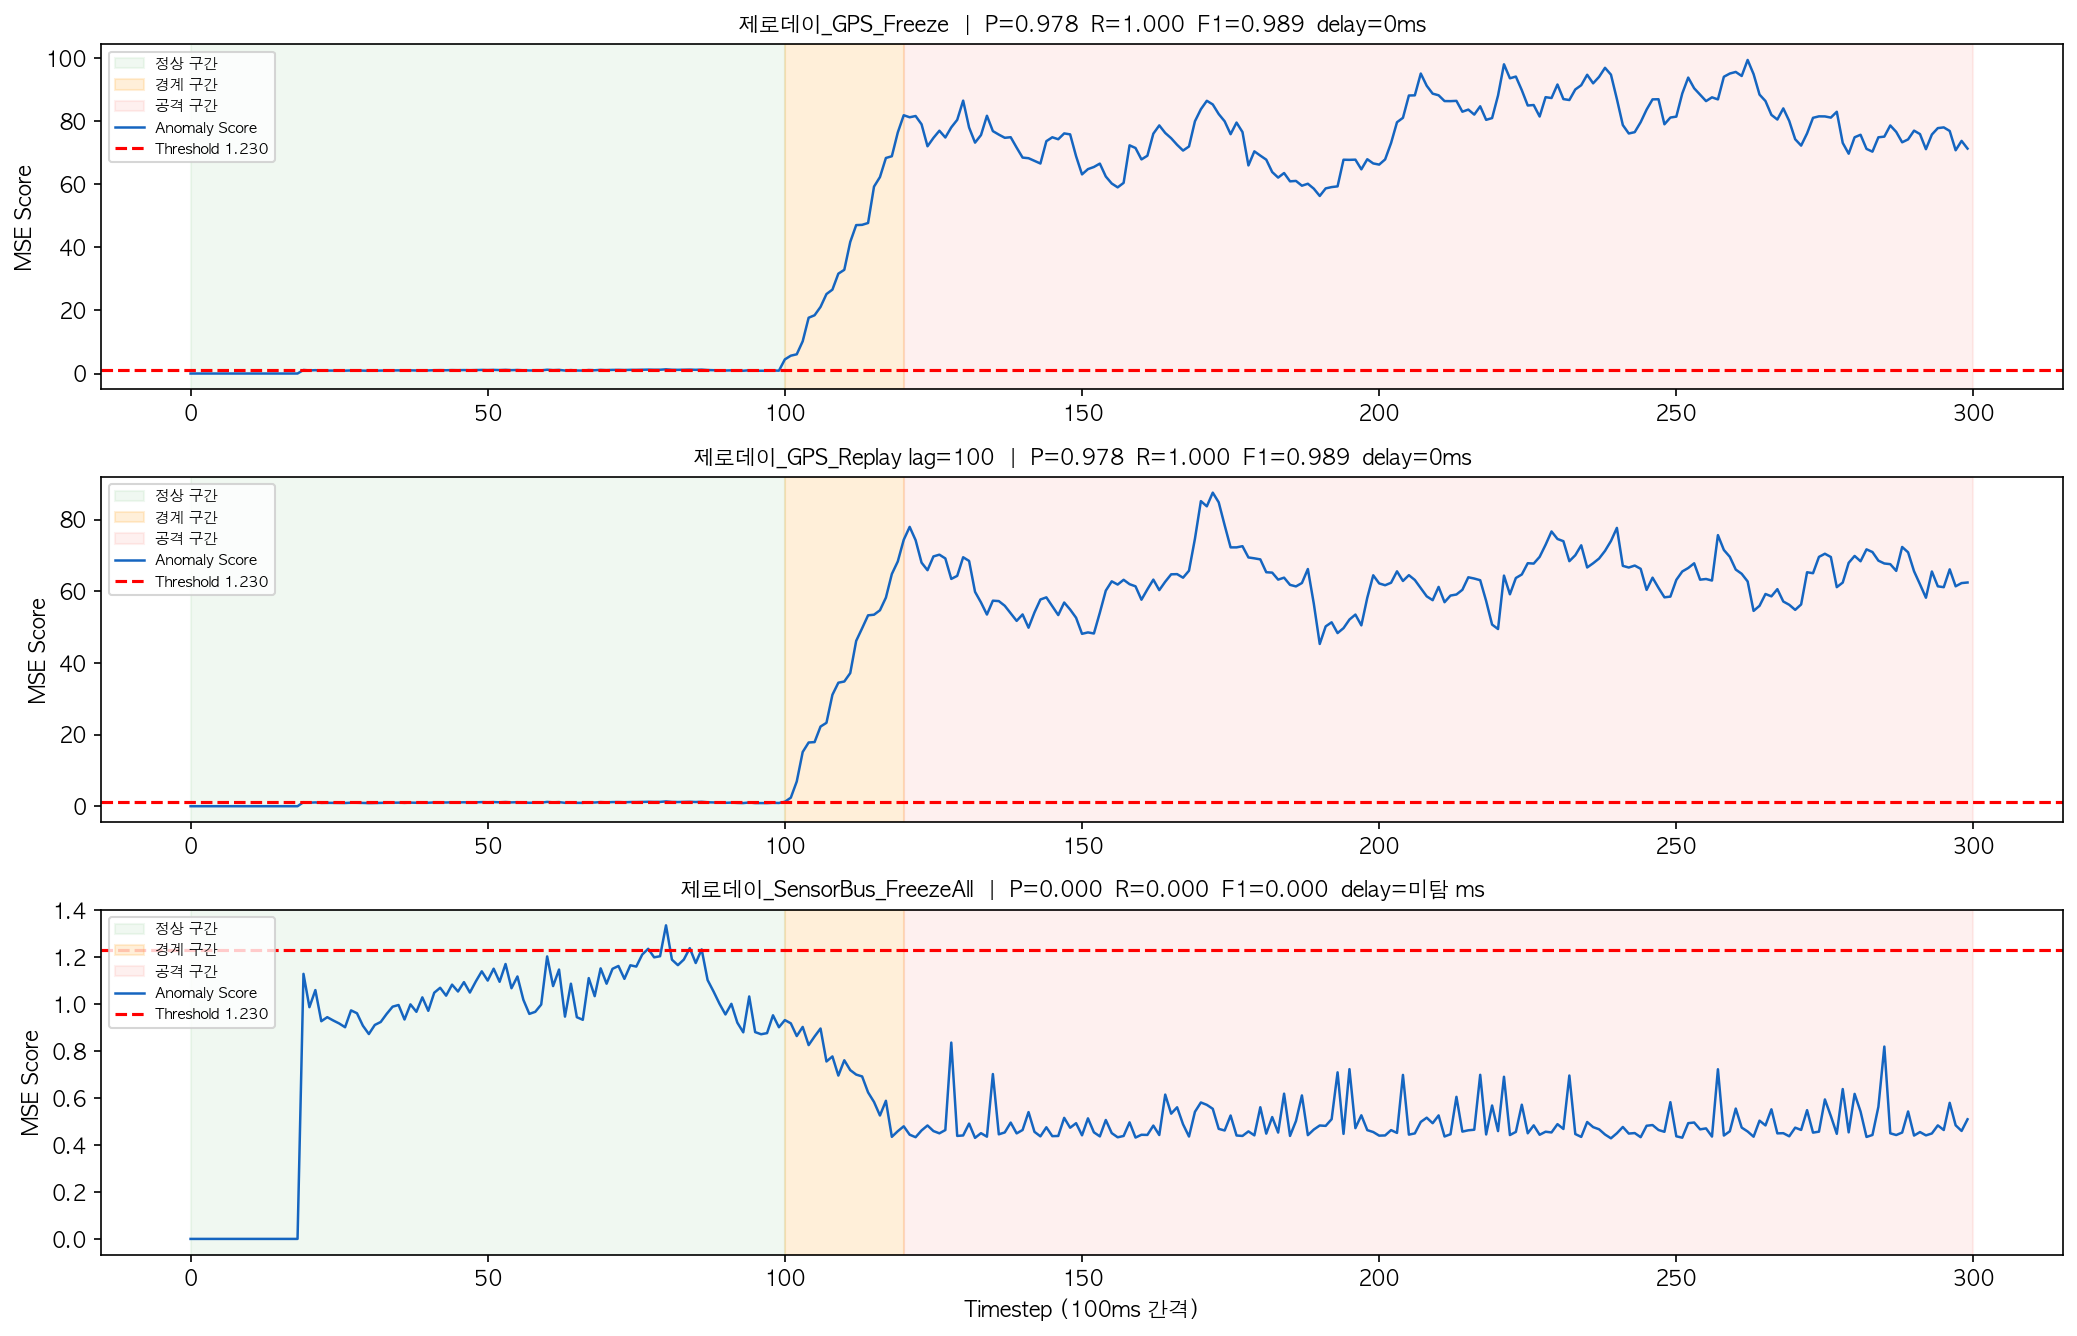 제로데이_GPS_Freeze | P=0.978 R=1.000 F1=0.989 delay=0ms
정상 구간
경계 구간
공격 구간
Anomaly Score
Threshold 1.230
MSE Score
100
80
60
40
20
0
0 50 100 150 200 250 300
제로데이_GPS_Replay lag=100 | P=0.978 R=1.000 F1=0.989 delay=0ms
정상 구간
경계 구간
공격 구간
Anomaly Score
Threshold 1.230
MSE Score
80
60
40
20
0
0 50 100 150 200 250 300
제로데이_SensorBus_FreezeAll | P=0.000 R=0.000 F1=0.000 delay=미탐 ms
정상 구간
경계 구간
공격 구간
Anomaly Score
Threshold 1.230
MSE Score
1.4
1.2
1.0
0.8
0.6
0.4
0.2
0.0
0 50 100 150 200 250 300
Timestep (100ms 간격)